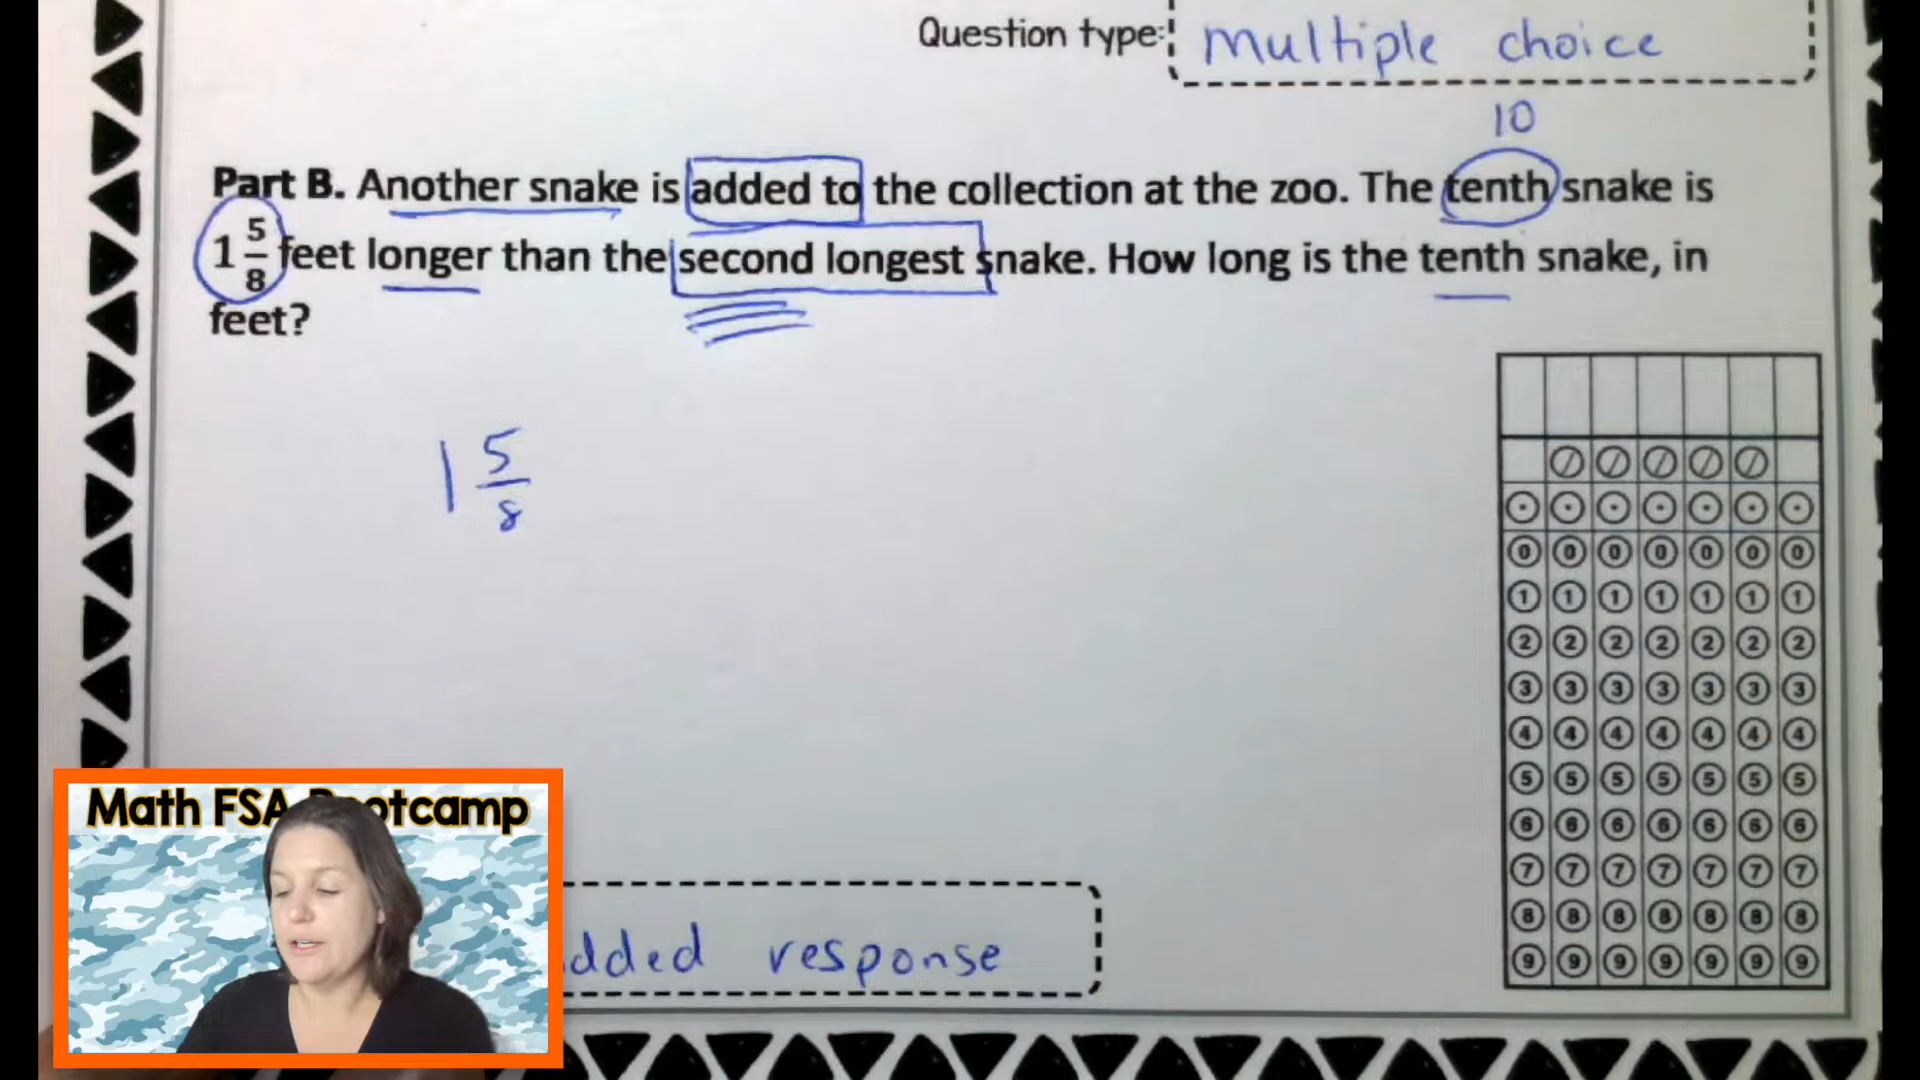 Question type: multiple choice
10
Part B. Another snake is added to the collection at the zoo. The tenth snake is
1 5/8 feet longer than the second longest snake. How long is the tenth snake, in
feet?
1 5/8
0 0 0 0 0 0 0
1 1 1 1 1 1 1
2 2 2 2 2 2 2
3 3 3 3 3 3 3
4 4 4 4 4 4 4
5 5 5 5 5 5 5
6 6 6 6 6 6 6
7 7 7 7 7 7 7
8 8 8 8 8 8 8
9 9 9 9 9 9 9
Math FSA
response